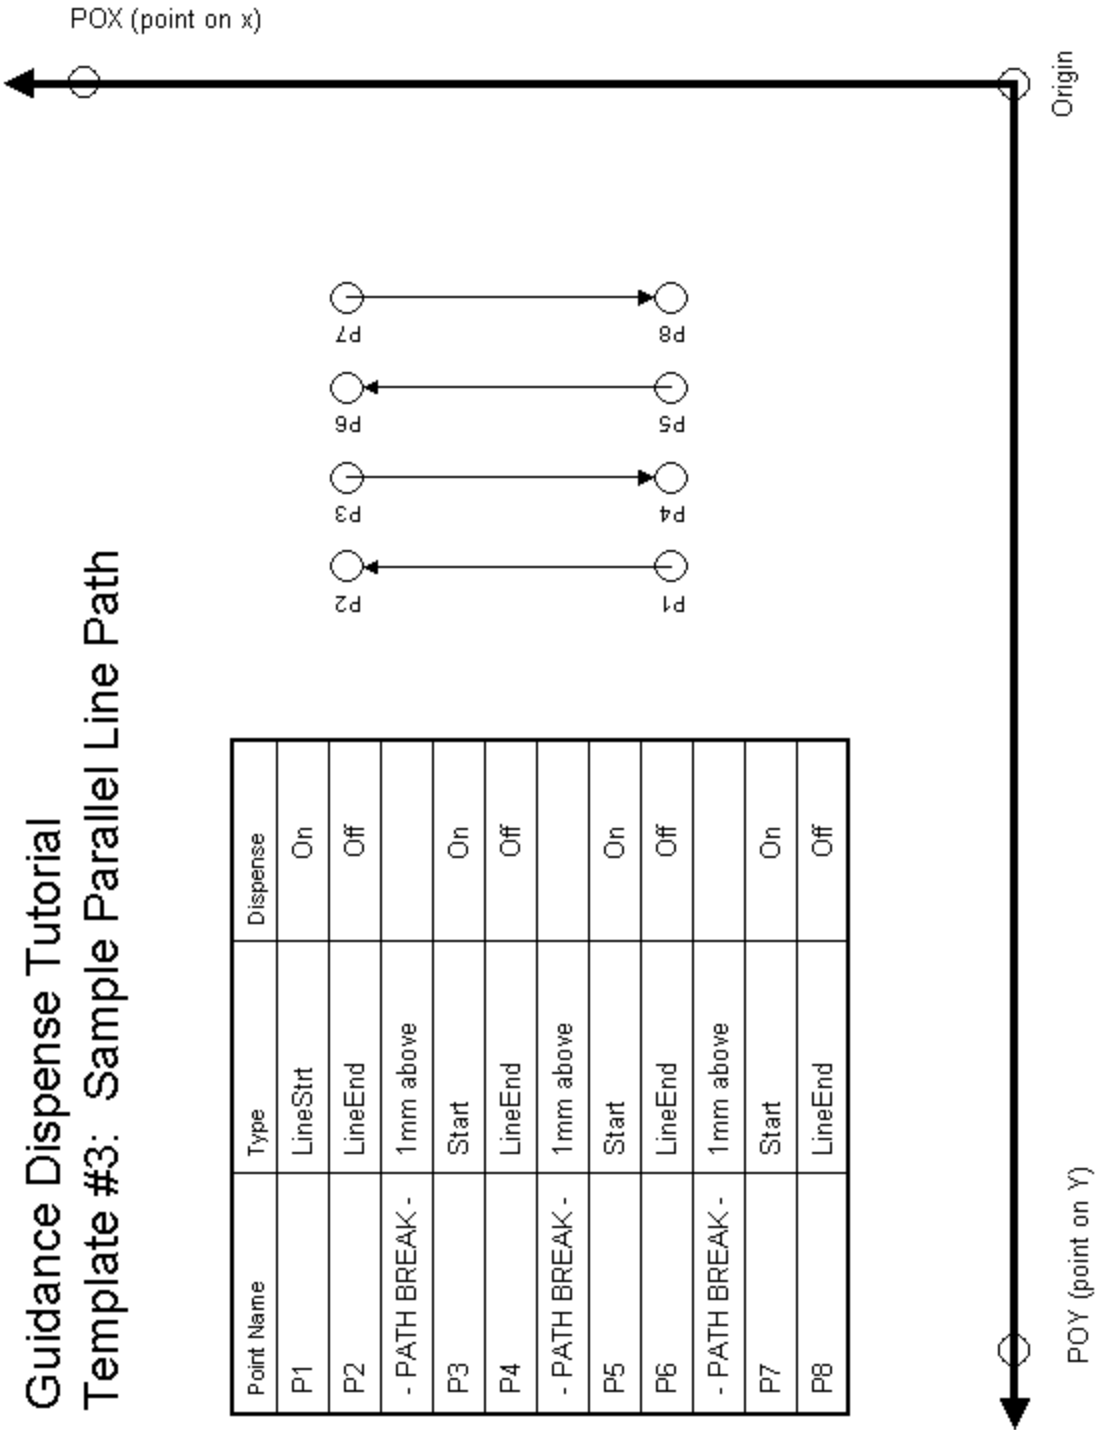 POX (point on x)
Origin
Guidance Dispense Tutorial
Template #3: Sample Parallel Line Path
Point Name Type Dispense
P1 LineStrt On
P2 LineEnd Off
- PATH BREAK - 1mm above
P3 Start On
P4 LineEnd Off
- PATH BREAK - 1mm above
P5 Start On
P6 LineEnd Off
- PATH BREAK - 1mm above
P7 Start On
P8 LineEnd Off
P7
P8
P6
P5
P3
P4
P2
P1
POY (point on Y)